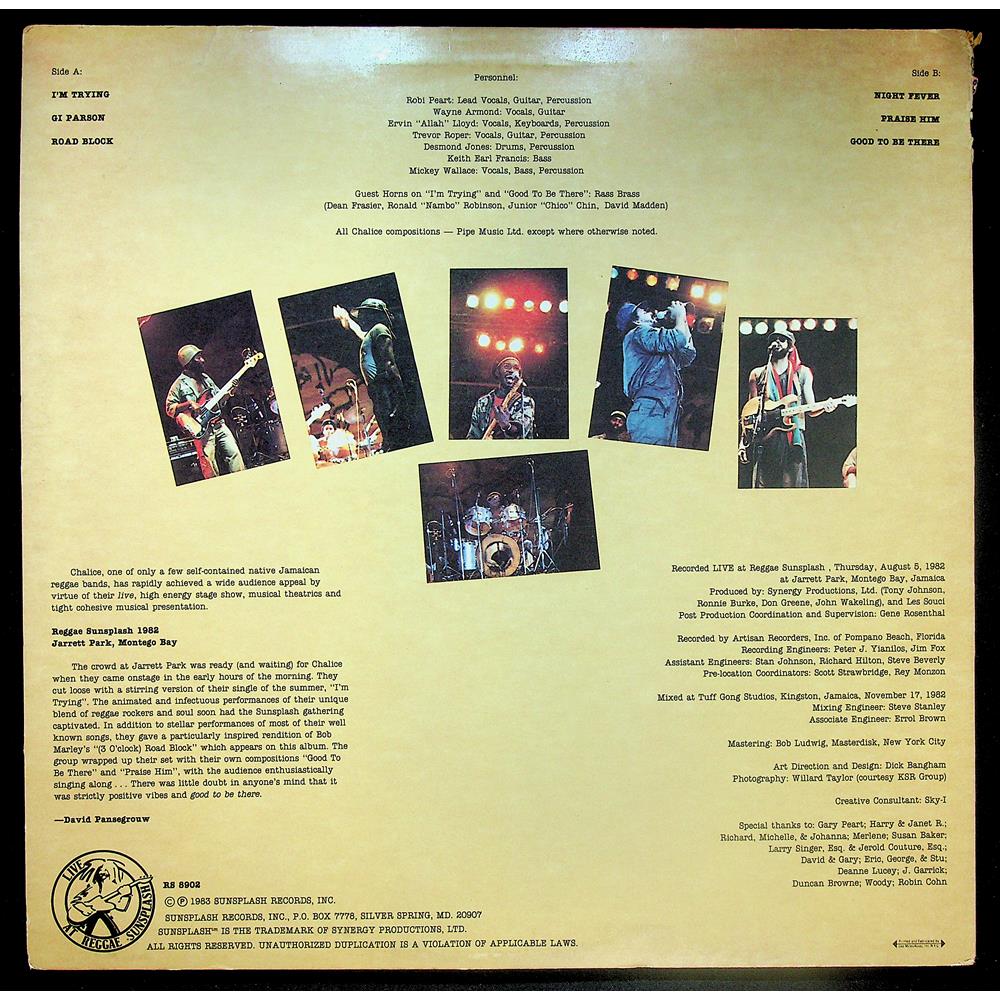 Side A:
I'M TRYING
GI PARSON
ROAD BLOCK
Personnel:
Robi Peart: Lead Vocals, Guitar, Percussion
Wayne Armond: Vocals, Guitar
Ervin "Allah" Lloyd: Vocals, Keyboards, Percussion
Trevor Roper: Vocals, Guitar, Percussion
Desmond Jones: Drums, Percussion
Keith Earl Francis: Bass
Mickey Wallace: Vocals, Bass, Percussion
Guest Horns on "I'm Trying" and "Good To Be There": Rass Brass
(Dean Frasier, Ronald "Nambo" Robinson, Junior "Chico" Chin, David Madden)
All Chalice compositions — Pipe Music Ltd. except where otherwise noted.
Side B:
NIGHT FEVER
PRAISE HIM
GOOD TO BE THERE
Chalice, one of only a few self-contained native Jamaican
reggae bands, has rapidly achieved a wide audience appeal by
virtue of their live, high energy stage show, musical theatrics and
tight cohesive musical presentation.
Reggae Sunsplash 1982
Jarrett Park, Montego Bay
The crowd at Jarrett Park was ready (and waiting) for Chalice
when they came onstage in the early hours of the morning. They
cut loose with a stirring version of their single of the summer, "I'm
Trying". The animated and infectuous performances of their unique
blend of reggae rockers and soul soon had the Sunsplash gathering
captivated. In addition to stellar performances of most of their well
known songs, they gave a particularly inspired rendition of Bob
Marley's "(3 O'clock) Road Block" which appears on this album. The
group wrapped up their set with their own compositions "Good To
Be There" and "Praise Him", with the audience enthusiastically
singing along . . . There was little doubt in anyone's mind that it
was strictly positive vibes and good to be there.
—David Pansegrouw
Recorded LIVE at Reggae Sunsplash , Thursday, August 5, 1982
at Jarrett Park, Montego Bay, Jamaica
Produced by: Synergy Productions, Ltd. (Tony Johnson,
Ronnie Burke, Don Greene, John Wakeling), and Les Souci
Post Production Coordination and Supervision: Gene Rosenthal
Recorded by Artisan Recorders, Inc. of Pompano Beach, Florida
Recording Engineers: Peter J. Yianilos, Jim Fox
Assistant Engineers: Stan Johnson, Richard Hilton, Steve Beverly
Pre-location Coordinators: Scott Strawbridge, Rey Monzon
Mixed at Tuff Gong Studios, Kingston, Jamaica, November 17, 1982
Mixing Engineer: Steve Stanley
Associate Engineer: Errol Brown
Mastering: Bob Ludwig, Masterdisk, New York City
Art Direction and Design: Dick Bangham
Photography: Willard Taylor (courtesy KSR Group)
Creative Consultant: Sky-I
Special thanks to: Gary Peart; Harry & Janet R.;
Richard, Michelle, & Johanna; Merlene; Susan Baker;
Larry Singer, Esq. & Jerold Couture, Esq.;
David & Gary; Eric, George, & Stu;
Deanne Lucey; J. Garrick;
Duncan Browne; Woody; Robin Cohn
LIVE
AT REGGAE SUNSPLASH
RS 8902
© ℗ 1983 SUNSPLASH RECORDS, INC.
SUNSPLASH RECORDS, INC., P.O. BOX 7778, SILVER SPRING, MD. 20907
SUNSPLASH™ IS THE TRADEMARK OF SYNERGY PRODUCTIONS, LTD.
ALL RIGHTS RESERVED. UNAUTHORIZED DUPLICATION IS A VIOLATION OF APPLICABLE LAWS.
Printed and Fabricated by